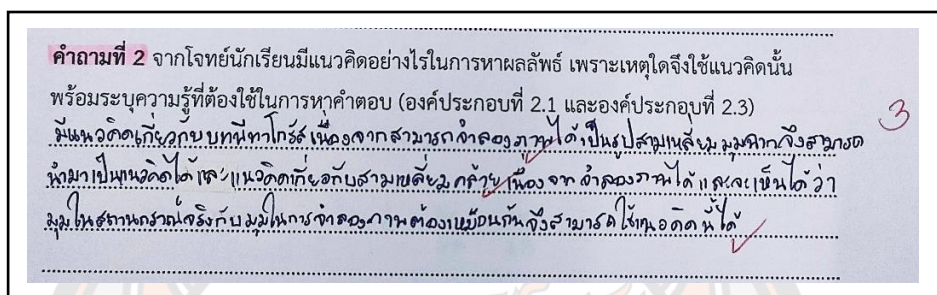 คำถามที่ 2 จากโจทย์นักเรียนมีแนวคิดอย่างไรในการหาผลลัพธ์ เพราะเหตุใดจึงใช้แนวคิดนั้น
พร้อมระบุความรู้ที่ต้องใช้ในการหาคำตอบ (องค์ประกอบที่ 2.1 และองค์ประกอบที่ 2.3)
3
มีแนวคิดเกี่ยวกับบทพีทาโกรัส เนื่องจากสามารถจำลองภาพได้เป็นรูปสามเหลี่ยมมุมฉากจึงสามารถ
นำมาเป็นแนวคิดได้ และแนวคิดเกี่ยวกับสามเหลี่ยมคล้าย เนื่องจากจำลองภาพได้และจะเห็นได้ว่า
มุมในสถานการณ์จริงกับมุมในการจำลองภาพต้องเหมือนกันจึงสามารถใช้แนวคิดนี้ได้